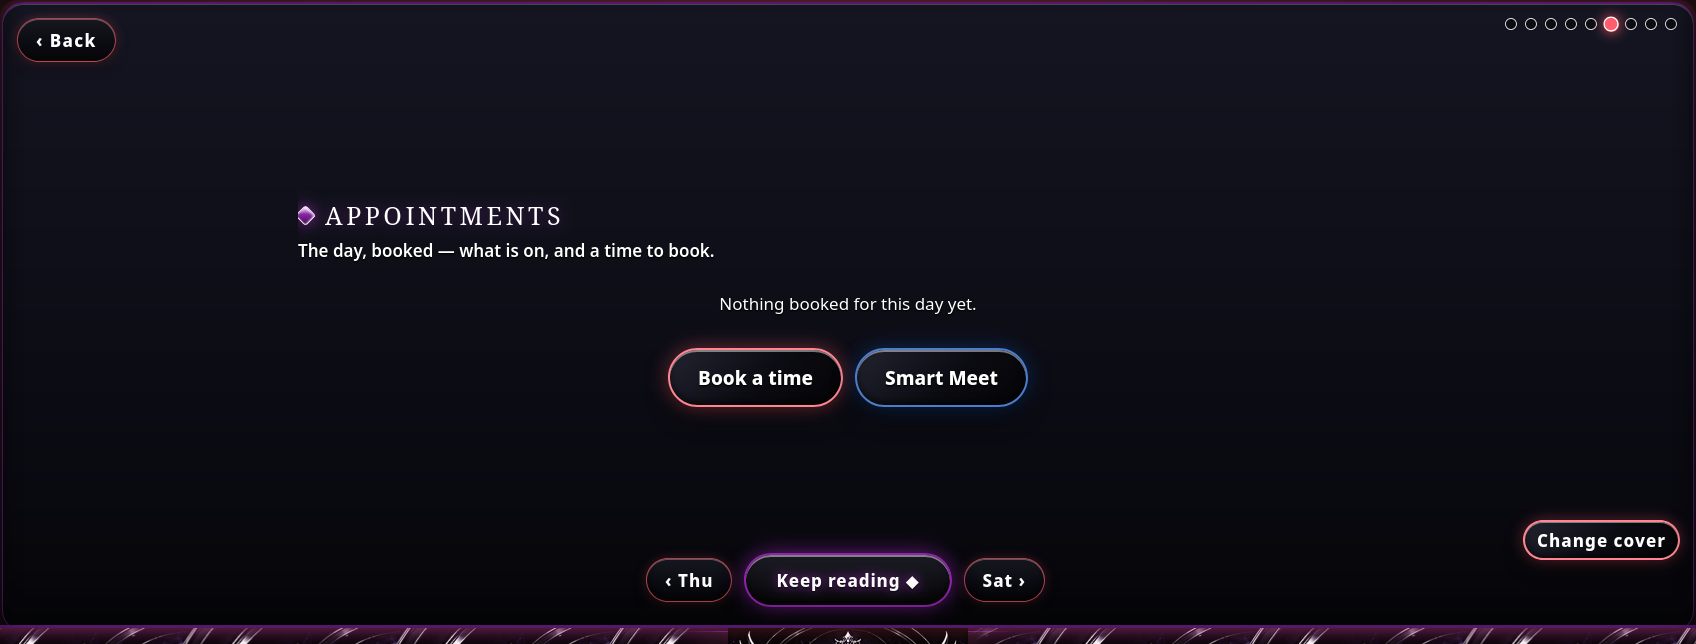 ‹ Back
APPOINTMENTS
The day, booked — what is on, and a time to book.
Nothing booked for this day yet.
Book a time
Smart Meet
Change cover
‹ Thu
Keep reading ◆
Sat ›